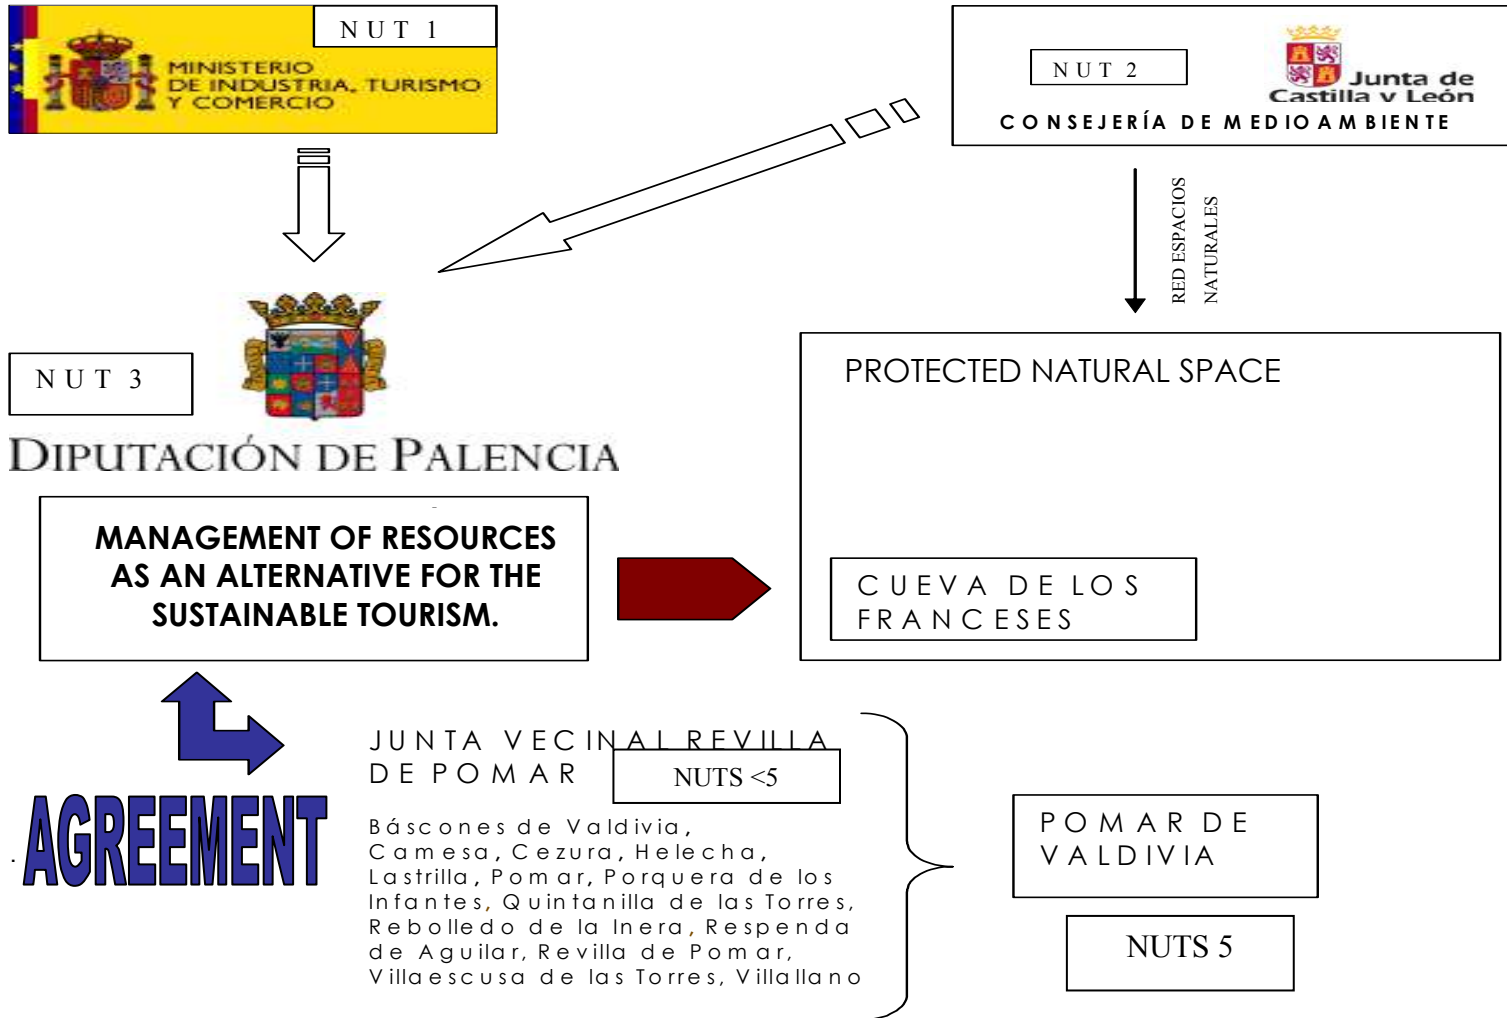 NUT 1
MINISTERIO
DE INDUSTRIA, TURISMO
Y COMERCIO
NUT 2
Junta de
Castilla y León
CONSEJERÍA DE MEDIO AMBIENTE
RED ESPACIOS
NATURALES
NUT 3
DIPUTACIÓN DE PALENCIA
PROTECTED NATURAL SPACE
MANAGEMENT OF RESOURCES
AS AN ALTERNATIVE FOR THE
SUSTAINABLE TOURISM.
CUEVA DE LOS
FRANCESES
AGREEMENT
JUNTA VECINAL REVILLA
DE POMAR
NUTS <5
Báscones de Valdivia,
Camesa, Cezura, Helecha,
Lastrilla, Pomar, Porquera de los
Infantes, Quintanilla de las Torres,
Rebolledo de la Inera, Respenda
de Aguilar, Revilla de Pomar,
Villaescusa de las Torres, Villallano
POMAR DE
VALDIVIA
NUTS 5